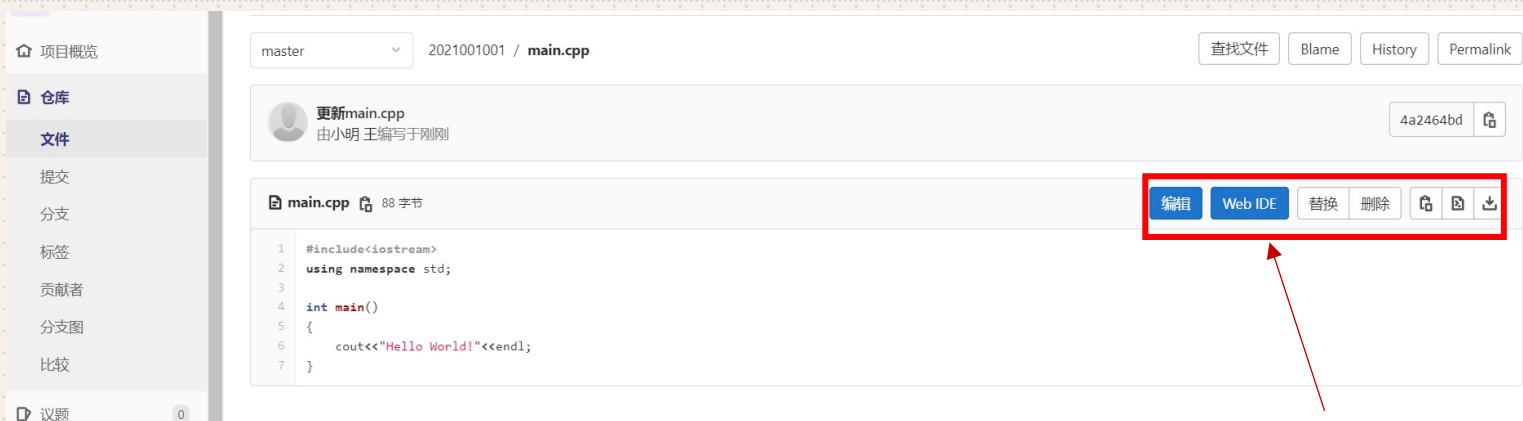 项目概览
仓库
文件
提交
分支
标签
贡献者
分支图
比较
议题 0
master 2021001001 / main.cpp 查找文件 Blame History Permalink
更新main.cpp
由小明 王编写于刚刚
4a2464bd
main.cpp 88 字节 编辑 Web IDE 替换 删除
1 #include<iostream>
2 using namespace std;
3
4 int main()
5 {
6 cout<<"Hello World!"<<endl;
7 }